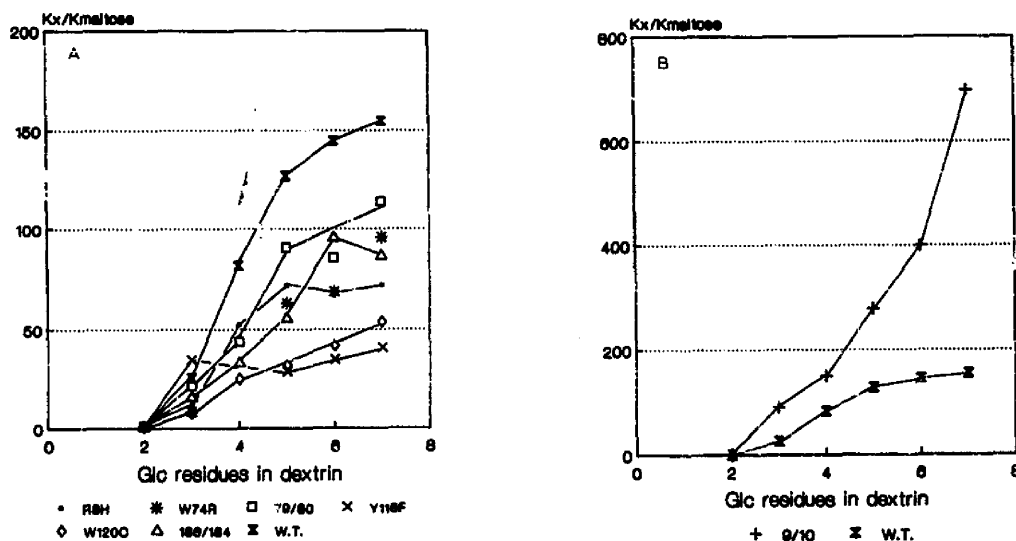 Kx/Kmaltose
A
200
150
100
50
0
0 2 4 6 8
Glc residues in dextrin
R8H W74R 79/80 Y118F
W120C 186/184 W.T.
Kx/Kmaltose
B
800
600
400
200
0
0 2 4 6 8
Glc residues in dextrin
9/10 W.T.